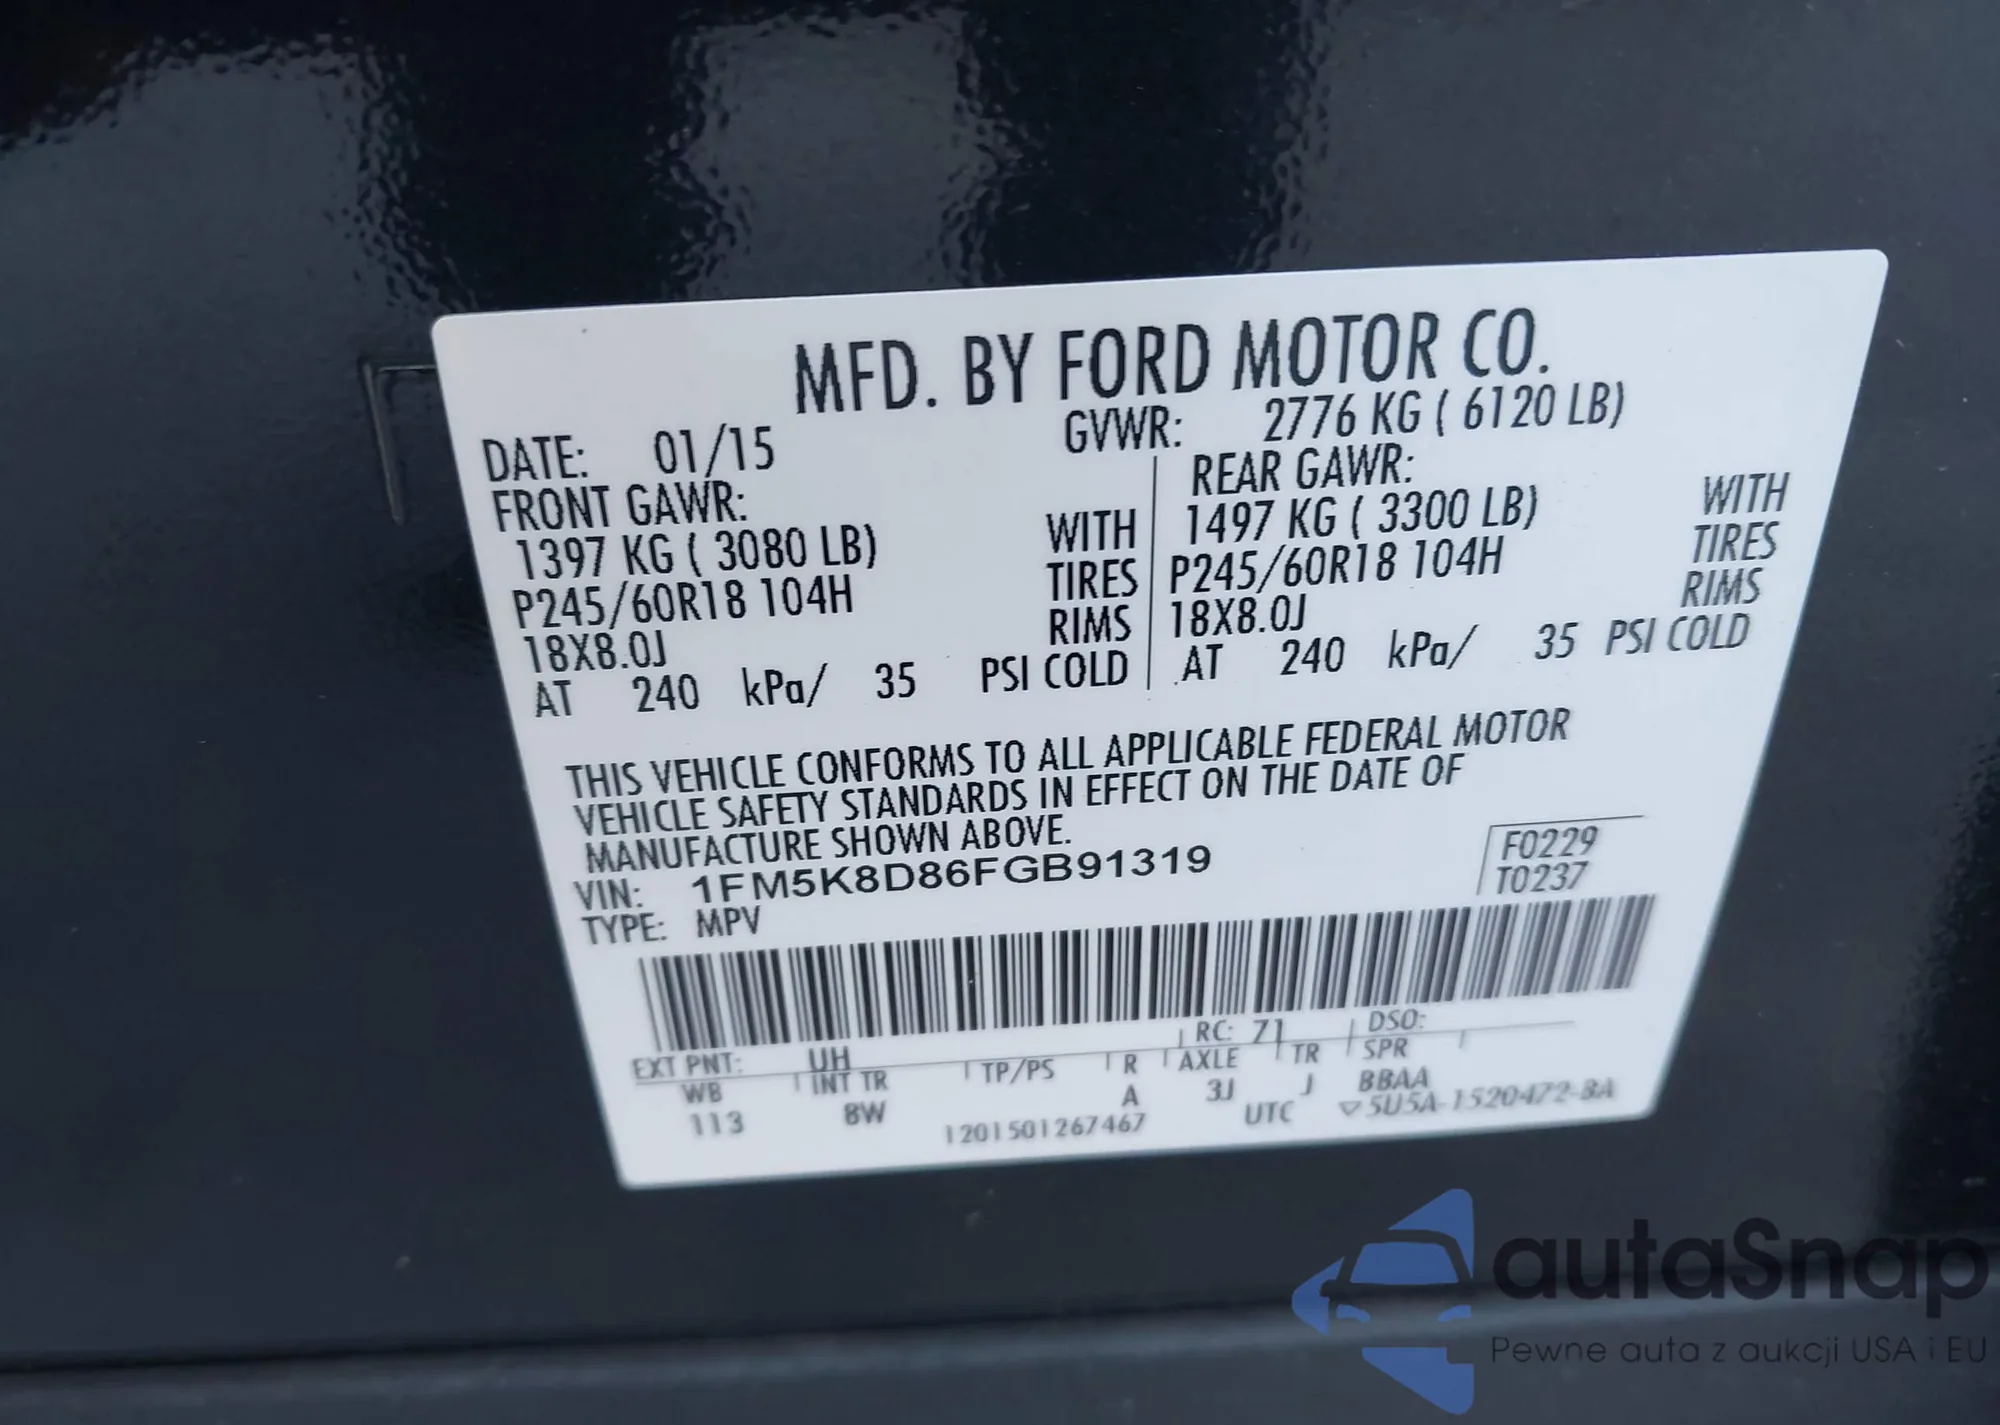 MFD. BY FORD MOTOR CO.
DATE: 01/15 GVWR: 2776 KG ( 6120 LB)
FRONT GAWR: REAR GAWR:
1397 KG ( 3080 LB) WITH 1497 KG ( 3300 LB) WITH
P245/60R18 104H TIRES P245/60R18 104H TIRES
18X8.0J RIMS 18X8.0J RIMS
AT 240 kPa/ 35 PSI COLD AT 240 kPa/ 35 PSI COLD
THIS VEHICLE CONFORMS TO ALL APPLICABLE FEDERAL MOTOR
VEHICLE SAFETY STANDARDS IN EFFECT ON THE DATE OF
MANUFACTURE SHOWN ABOVE.
VIN: 1FM5K8D86FGB91319 F0229
TYPE: MPV T0237
EXT PNT: UH RC: 71 DSO:
WB INT TR TP/PS R AXLE TR SPR
113 8W A 3J J BBAA
1201501267467 UTC ▽5U5A-1520472-BA
autaSnap
Pewne auta z aukcji USA i EU